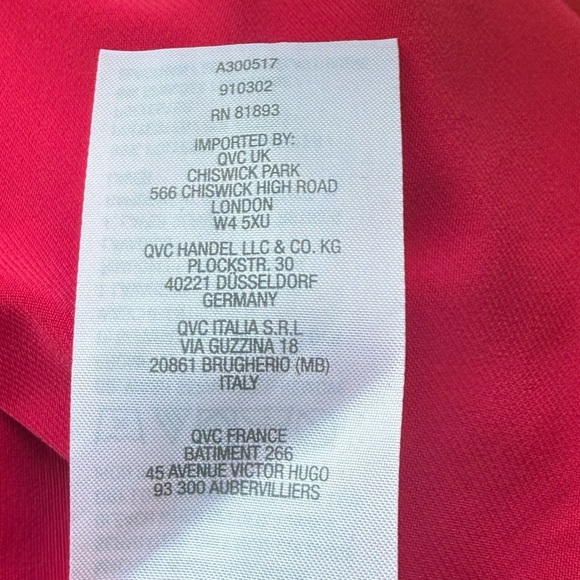 A300517
910302
RN 81893
IMPORTED BY:
QVC UK
CHISWICK PARK
566 CHISWICK HIGH ROAD
LONDON
W4 5XU
QVC HANDEL LLC & CO. KG
PLOCKSTR. 30
40221 DÜSSELDORF
GERMANY
QVC ITALIA S.R.L
VIA GUZZINA 18
20861 BRUGHERIO (MB)
ITALY
QVC FRANCE
BATIMENT 266
45 AVENUE VICTOR HUGO
93 300 AUBERVILLIERS